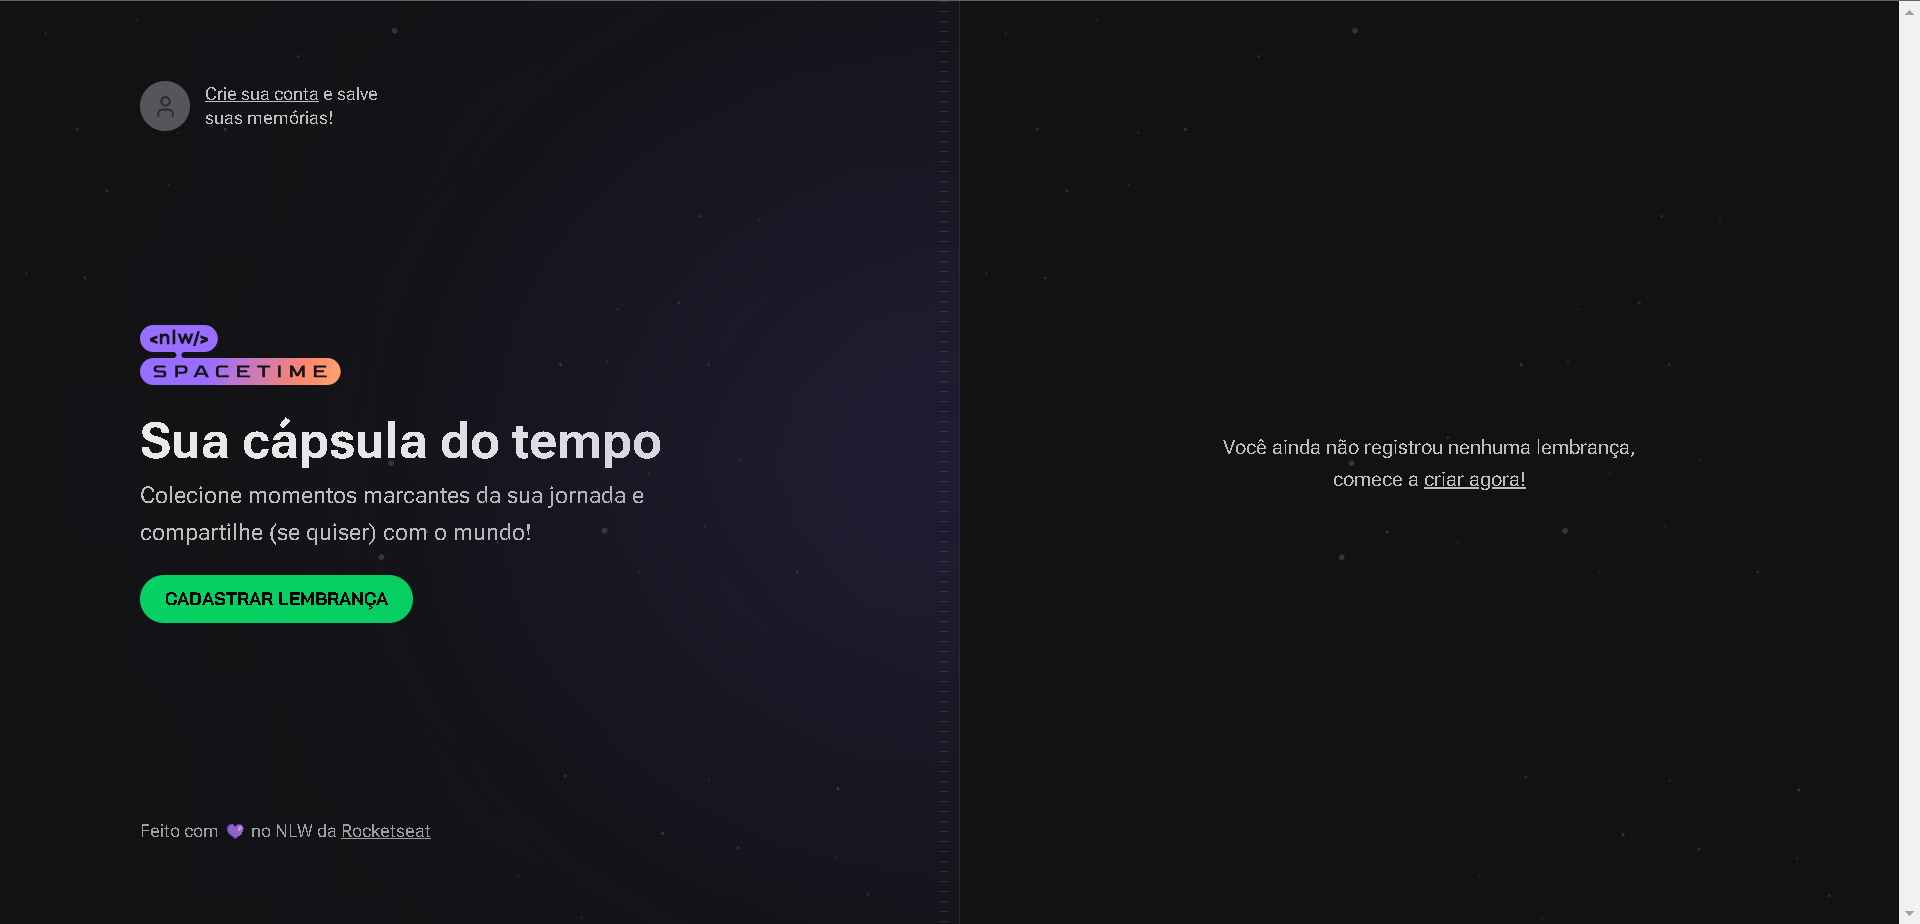 Crie sua conta e salve
suas memórias!
<nlw/>
SPACETIME
Sua cápsula do tempo
Colecione momentos marcantes da sua jornada e
compartilhe (se quiser) com o mundo!
CADASTRAR LEMBRANÇA
Feito com 💜 no NLW da Rocketseat
Você ainda não registrou nenhuma lembrança,
comece a criar agora!